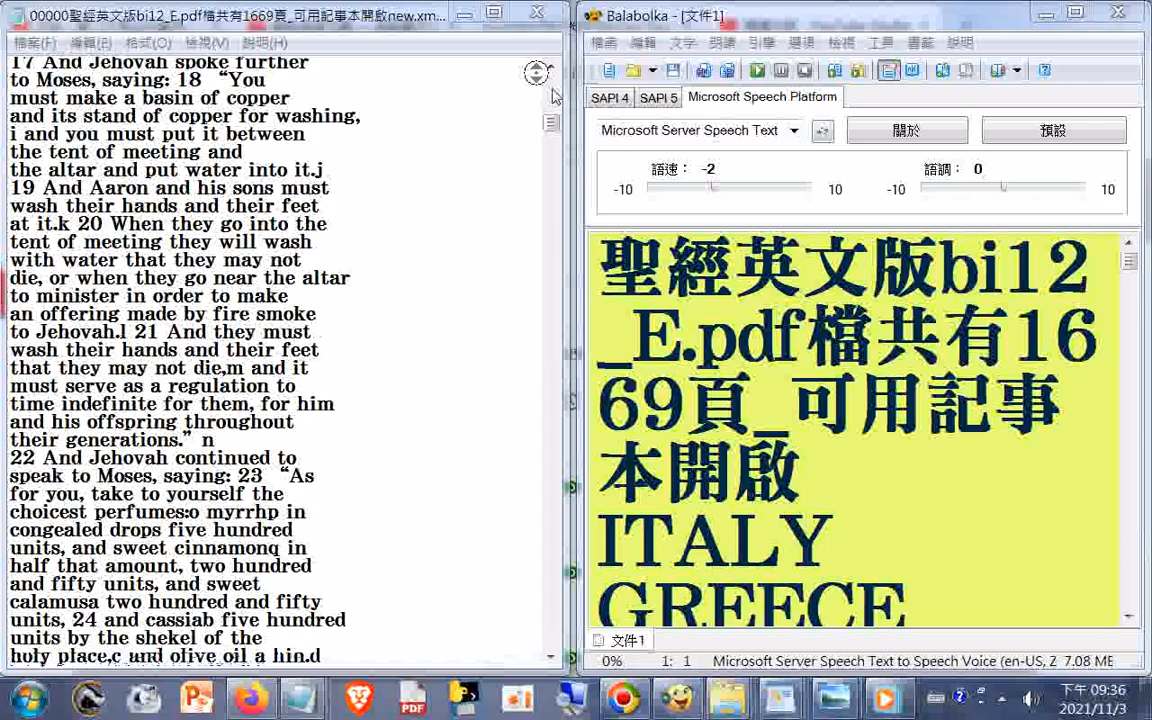 00000聖經英文版bi12_E.pdf檔共有1669頁_可用記事本開啟new.xm...
檔案(F) 編輯(E) 格式(O) 檢視(V) 說明(H)
17 And Jehovah spoke further
to Moses, saying: 18 “You
must make a basin of copper
and its stand of copper for washing,
i and you must put it between
the tent of meeting and
the altar and put water into it.j
19 And Aaron and his sons must
wash their hands and their feet
at it.k 20 When they go into the
tent of meeting they will wash
with water that they may not
die, or when they go near the altar
to minister in order to make
an offering made by fire smoke
to Jehovah.l 21 And they must
wash their hands and their feet
that they may not die,m and it
must serve as a regulation to
time indefinite for them, for him
and his offspring throughout
their generations.” n
22 And Jehovah continued to
speak to Moses, saying: 23 “As
for you, take to yourself the
choicest perfumes:o myrrhp in
congealed drops five hundred
units, and sweet cinnamonq in
half that amount, two hundred
and fifty units, and sweet
calamusa two hundred and fifty
units, 24 and cassiab five hundred
units by the shekel of the
holy place,c and olive oil a hin.d
Balabolka - [文件1]
檔案 編輯 文字 朗讀 引擎 選項 檢視 工具 書籤 說明
SAPI 4 SAPI 5 Microsoft Speech Platform
Microsoft Server Speech Text 關於 預設
語速： -2 語調： 0
-10 10 -10 10
聖經英文版bi12
_E.pdf檔共有16
69頁_可用記事
本開啟
ITALY
GREECE
文件1
0% 1: 1 Microsoft Server Speech Text to Speech Voice (en-US, Z 7.08 ME
下午 09:36
2021/11/3